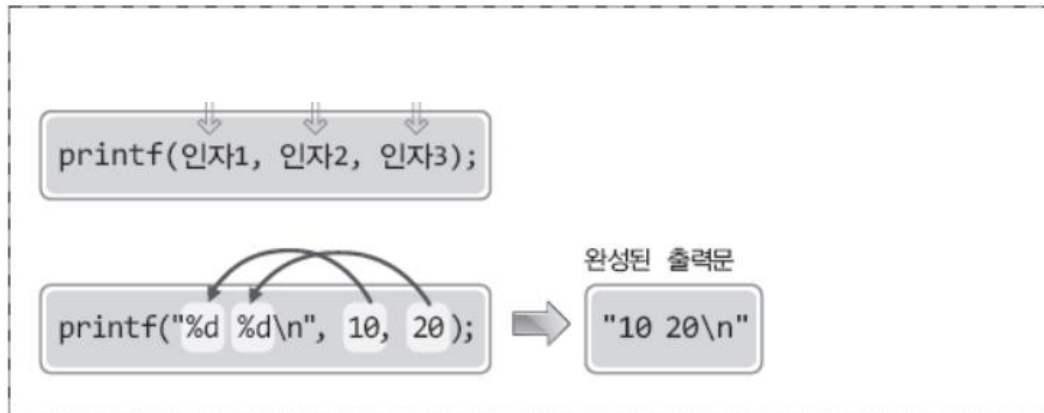 printf(인자1, 인자2, 인자3);
완성된 출력문
printf("%d %d\n", 10, 20);
"10 20\n"